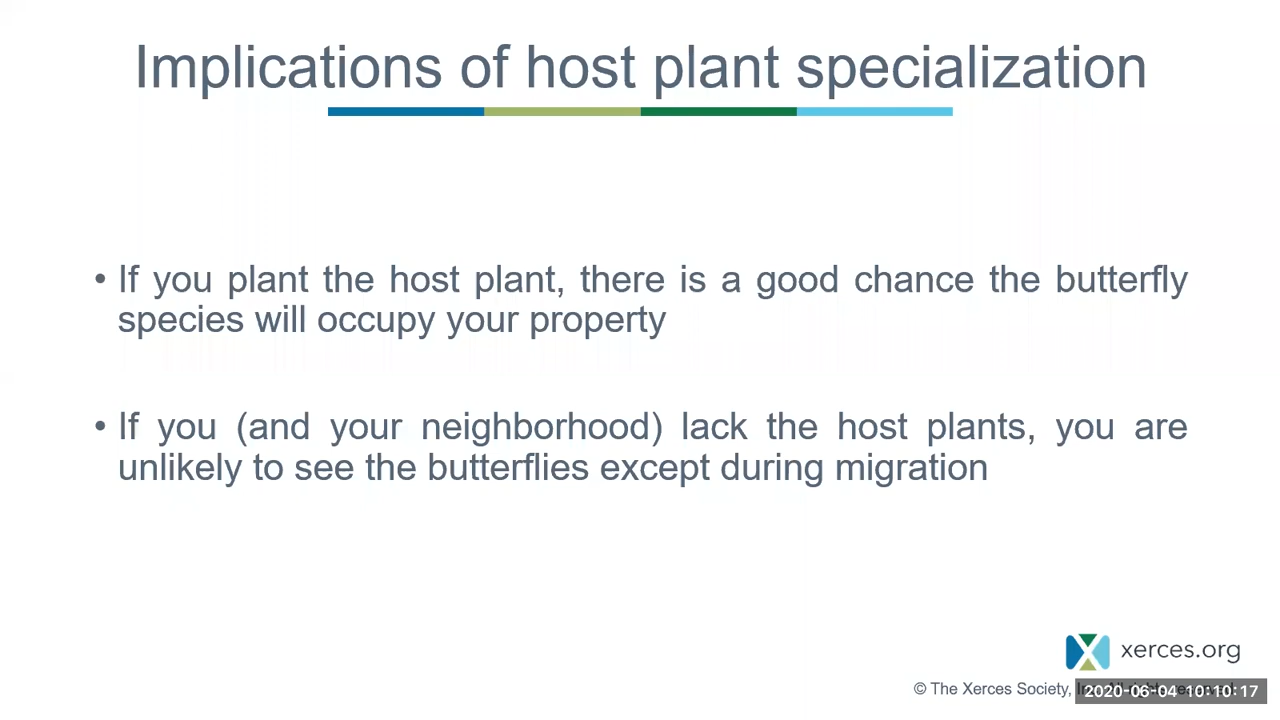 Implications of host plant specialization
• If you plant the host plant, there is a good chance the butterfly
species will occupy your property
• If you (and your neighborhood) lack the host plants, you are
unlikely to see the butterflies except during migration
xerces.org
© The Xerces Society,
2020-06-04 10:10:17